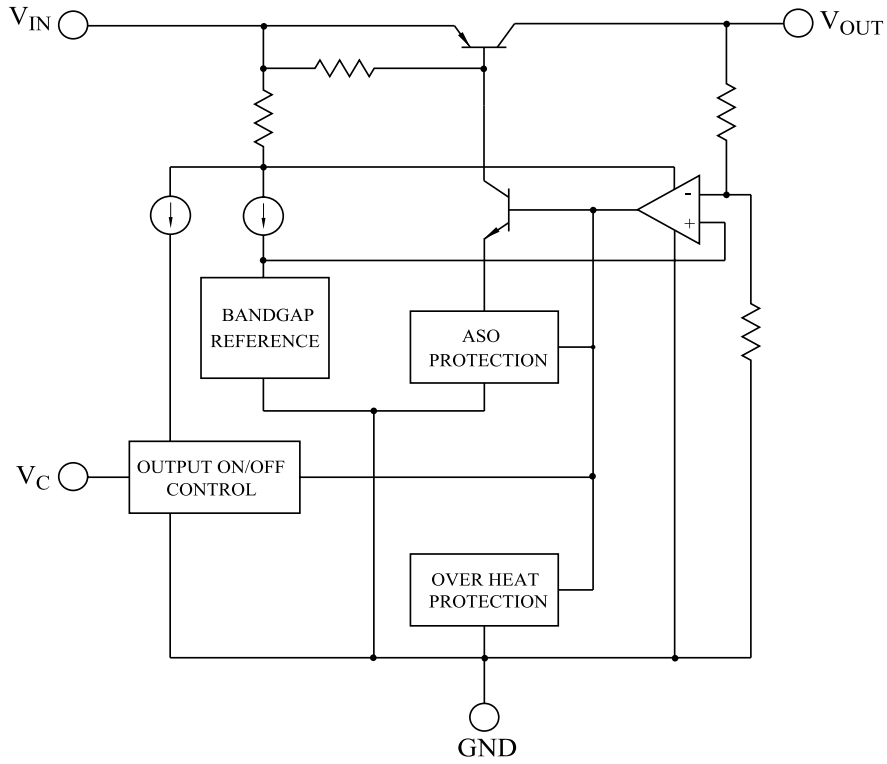 VIN
VOUT
-
+
BANDGAP
REFERENCE
ASO
PROTECTION
VC
OUTPUT ON/OFF
CONTROL
OVER HEAT
PROTECTION
GND